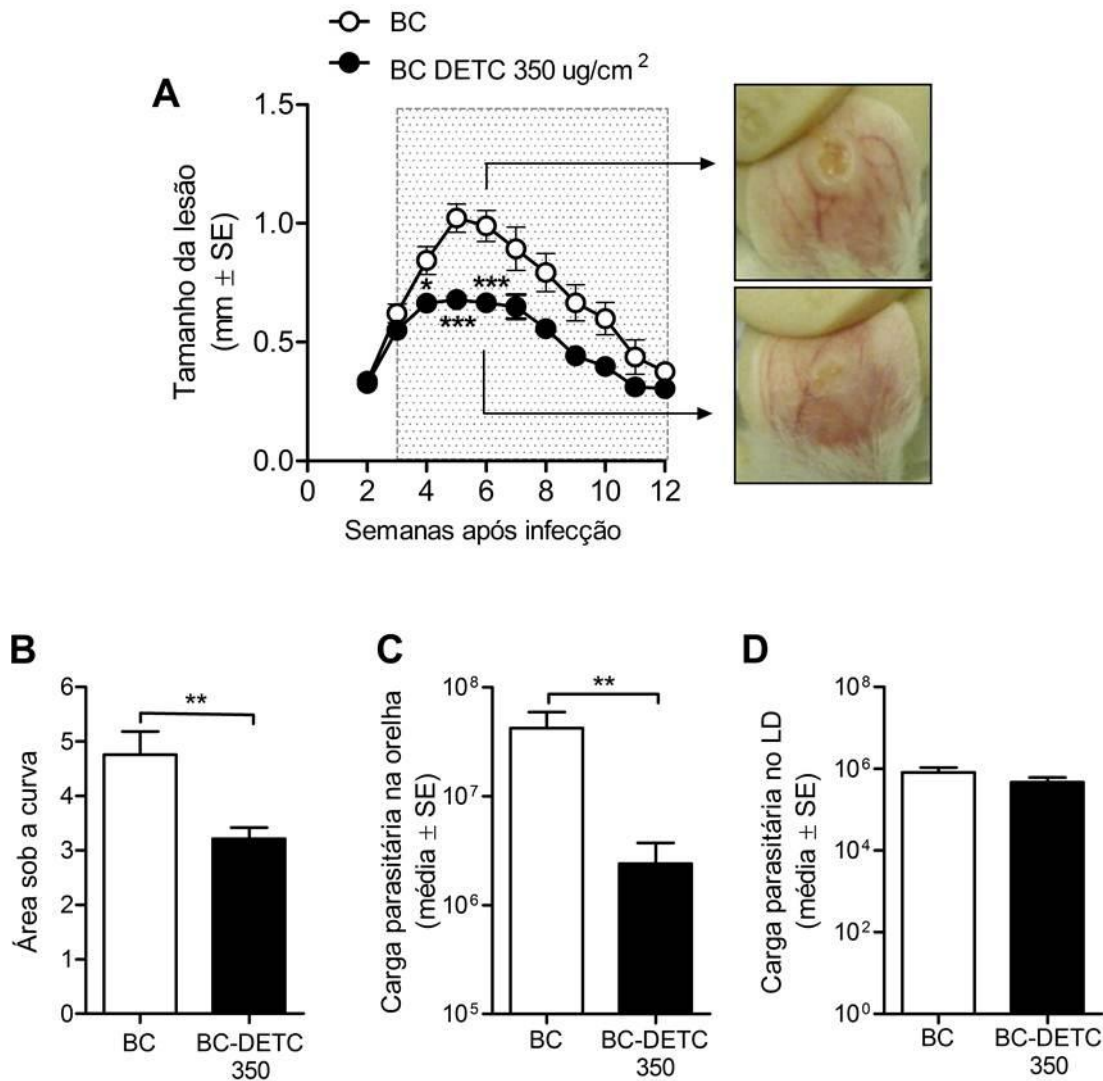 BC
BC DETC 350 ug/cm 2
A
Tamanho da lesão
(mm ± SE)
1.5
1.0
0.5
0.0
*
***
***
0 2 4 6 8 10 12
Semanas após infecção
B
Área sob a curva
6
5
4
3
2
1
0
**
BC
BC-DETC
350
C
Carga parasitária na orelha
(média ± SE)
10⁸
10⁷
10⁶
10⁵
**
BC
BC-DETC
350
D
Carga parasitária no LD
(média ± SE)
10⁸
10⁶
10⁴
10²
10⁰
BC
BC-DETC
350